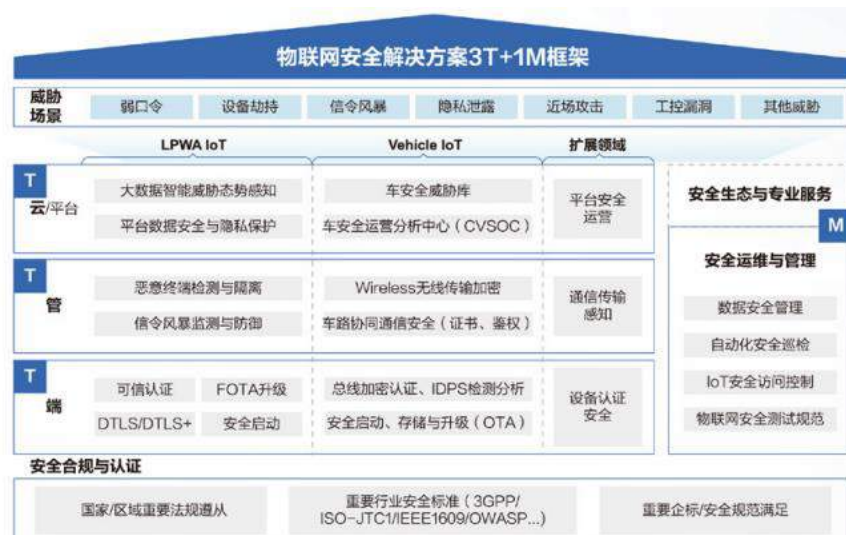 物联网安全解决方案3T+1M框架
威胁
场景
弱口令
设备劫持
信令风暴
隐私泄露
近场攻击
工控漏洞
其他威胁
LPWA IoT
Vehicle IoT
扩展领域
T
云/平台
大数据智能威胁态势感知
平台数据安全与隐私保护
车安全威胁库
车安全运营分析中心（CVSOC）
平台安全
运营
T
管
恶意终端检测与隔离
信令风暴监测与防御
Wireless无线传输加密
车路协同通信安全（证书、鉴权）
通信传输
感知
T
端
可信认证
FOTA升级
DTLS/DTLS+
安全启动
总线加密认证、IDPS检测分析
安全启动、存储与升级（OTA）
设备认证
安全
安全生态与专业服务
M
安全运维与管理
数据安全管理
自动化安全巡检
IoT安全访问控制
物联网安全测试规范
安全合规与认证
国家/区域重要法规遵从
重要行业安全标准（3GPP/
ISO-JTC1/IEEE1609/OWASP...)
重要企标/安全规范满足